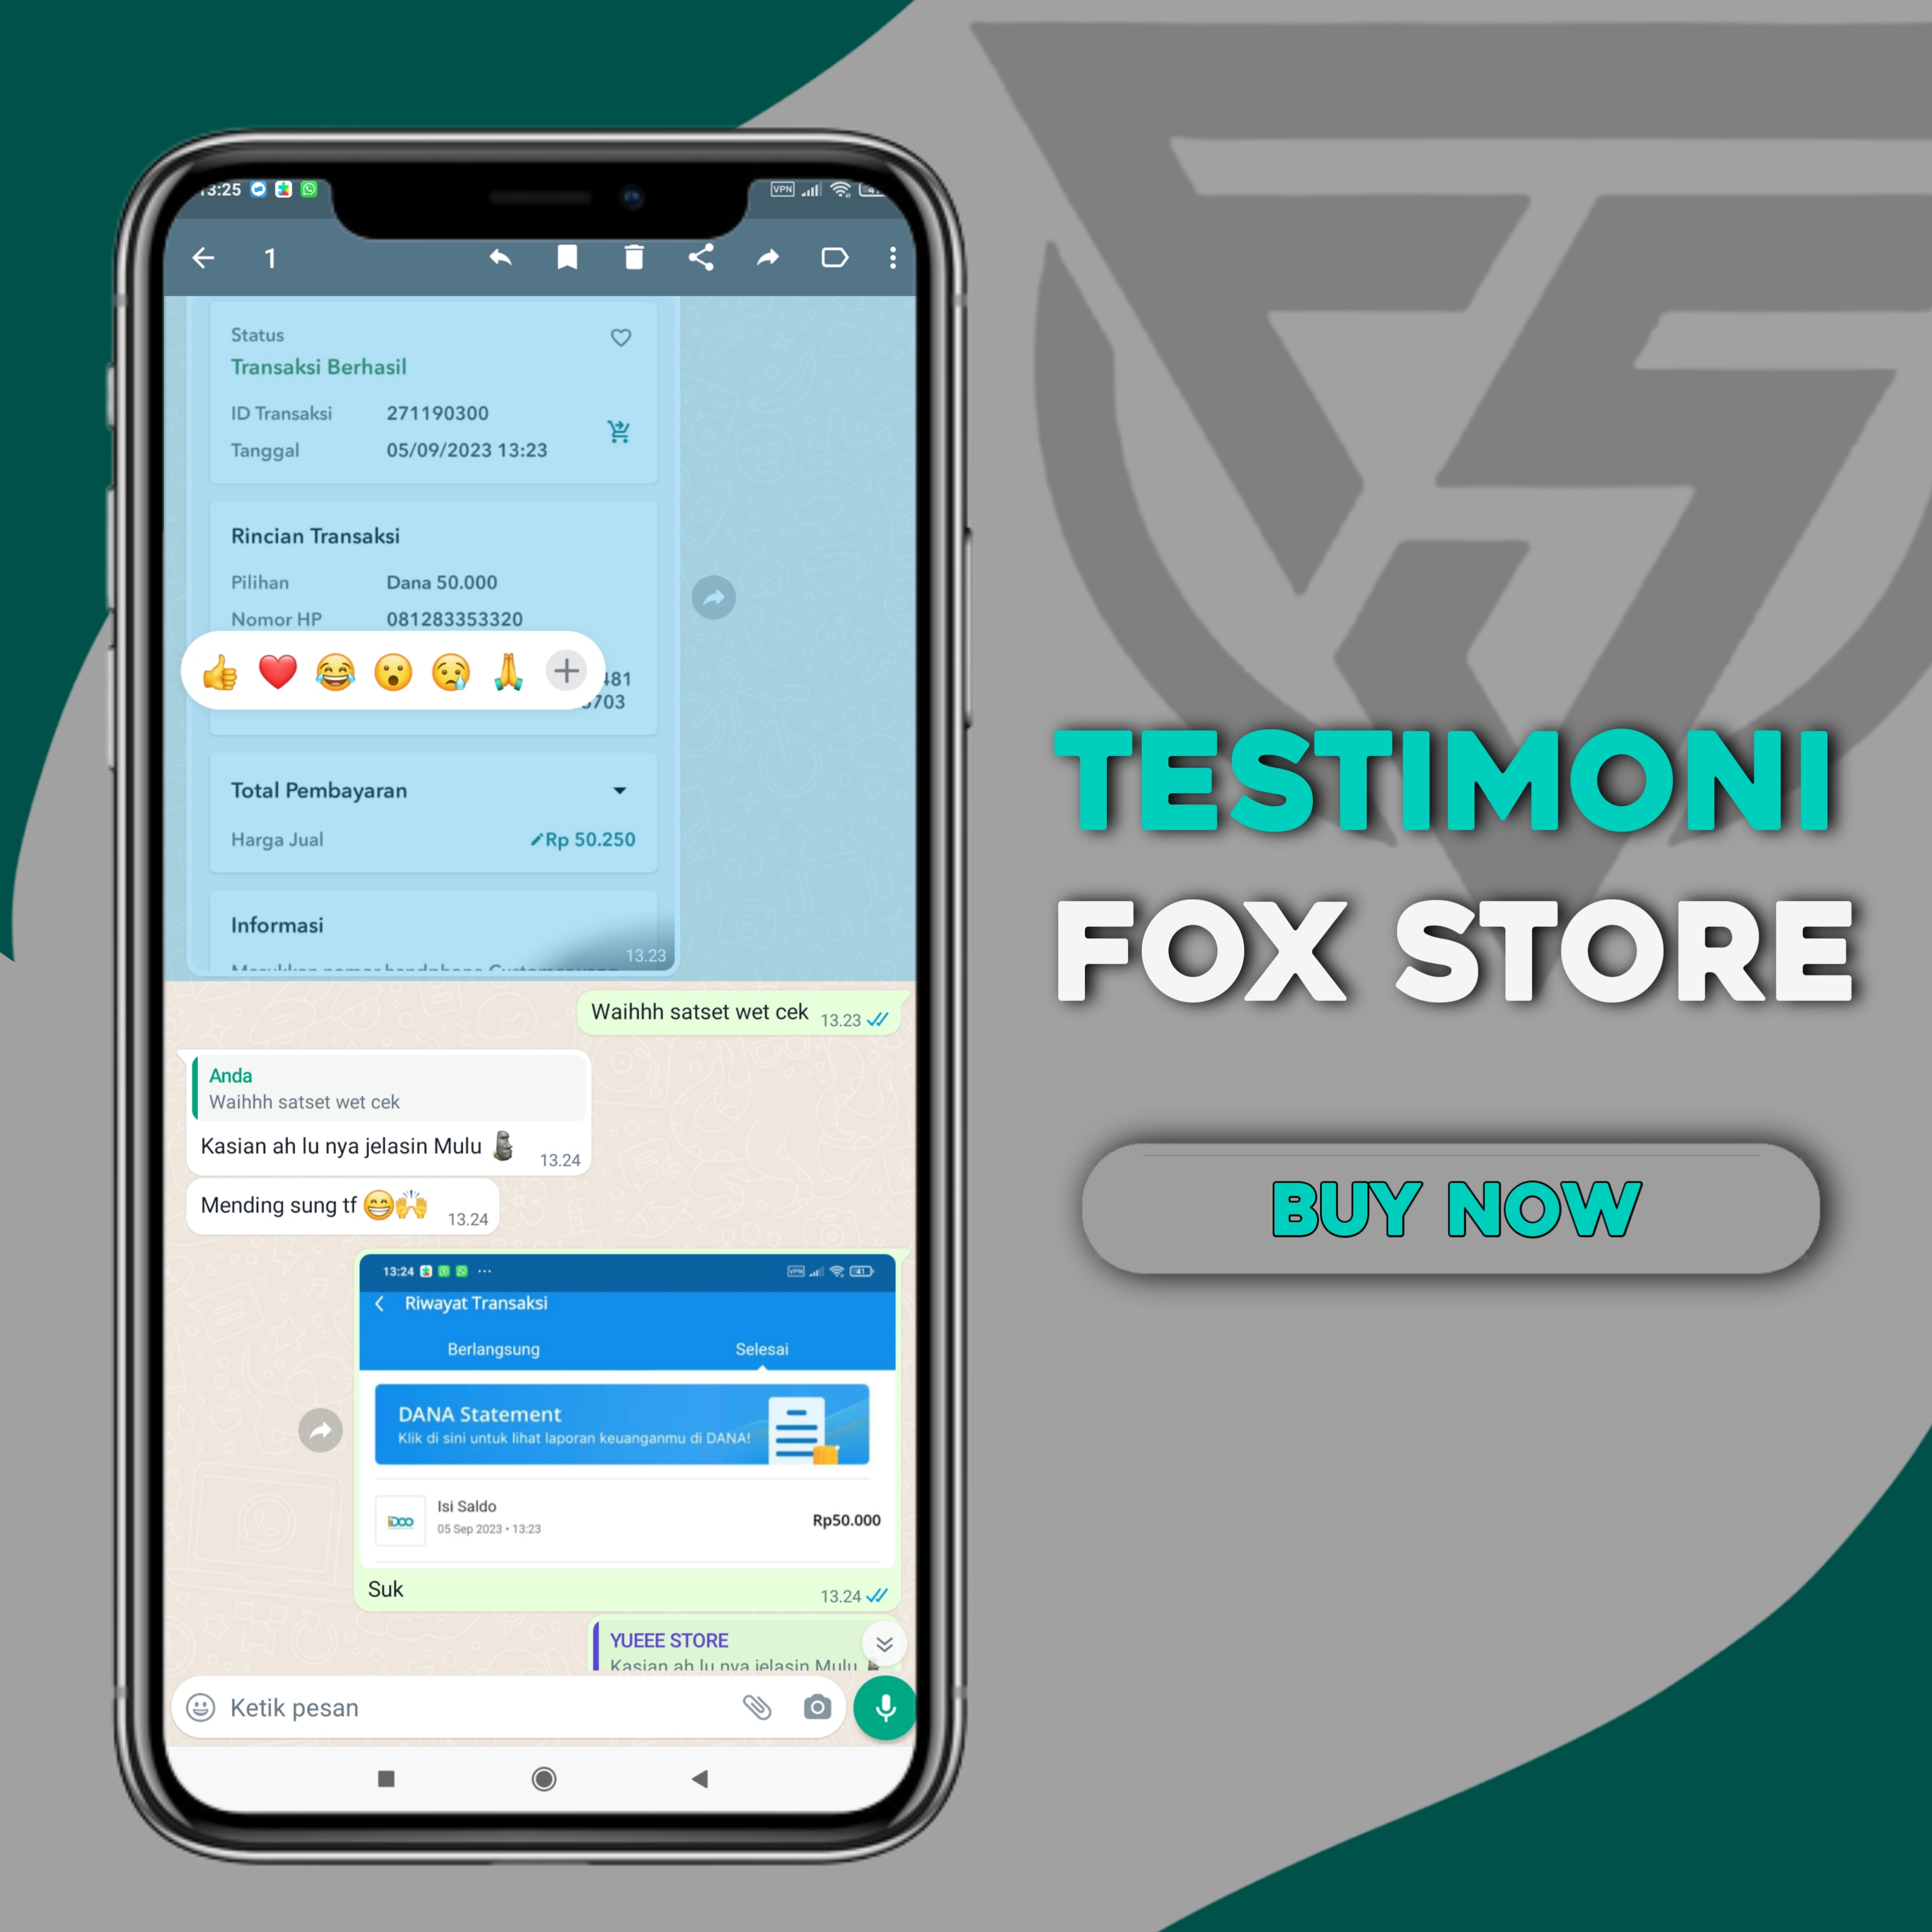 13:25
VPN
1
Status
Transaksi Berhasil
ID Transaksi 271190300
Tanggal 05/09/2023 13:23
Rincian Transaksi
Pilihan Dana 50.000
Nomor HP 081283353320
481
703
Total Pembayaran
Harga Jual Rp 50.250
Informasi
13.23
Waihhh satset wet cek 13.23
Anda
Waihhh satset wet cek
Kasian ah lu nya jelasin Mulu 🗿 13.24
Mending sung tf 😁🙌 13.24
13:24 ... VPN 41
Riwayat Transaksi
Berlangsung Selesai
DANA Statement
Klik di sini untuk lihat laporan keuanganmu di DANA!
iDOO
Isi Saldo
05 Sep 2023 • 13:23
Rp50.000
Suk 13.24
YUEEE STORE
Kasian ah lu nya jelasin Mulu
Ketik pesan
TESTIMONI
FOX STORE
BUY NOW